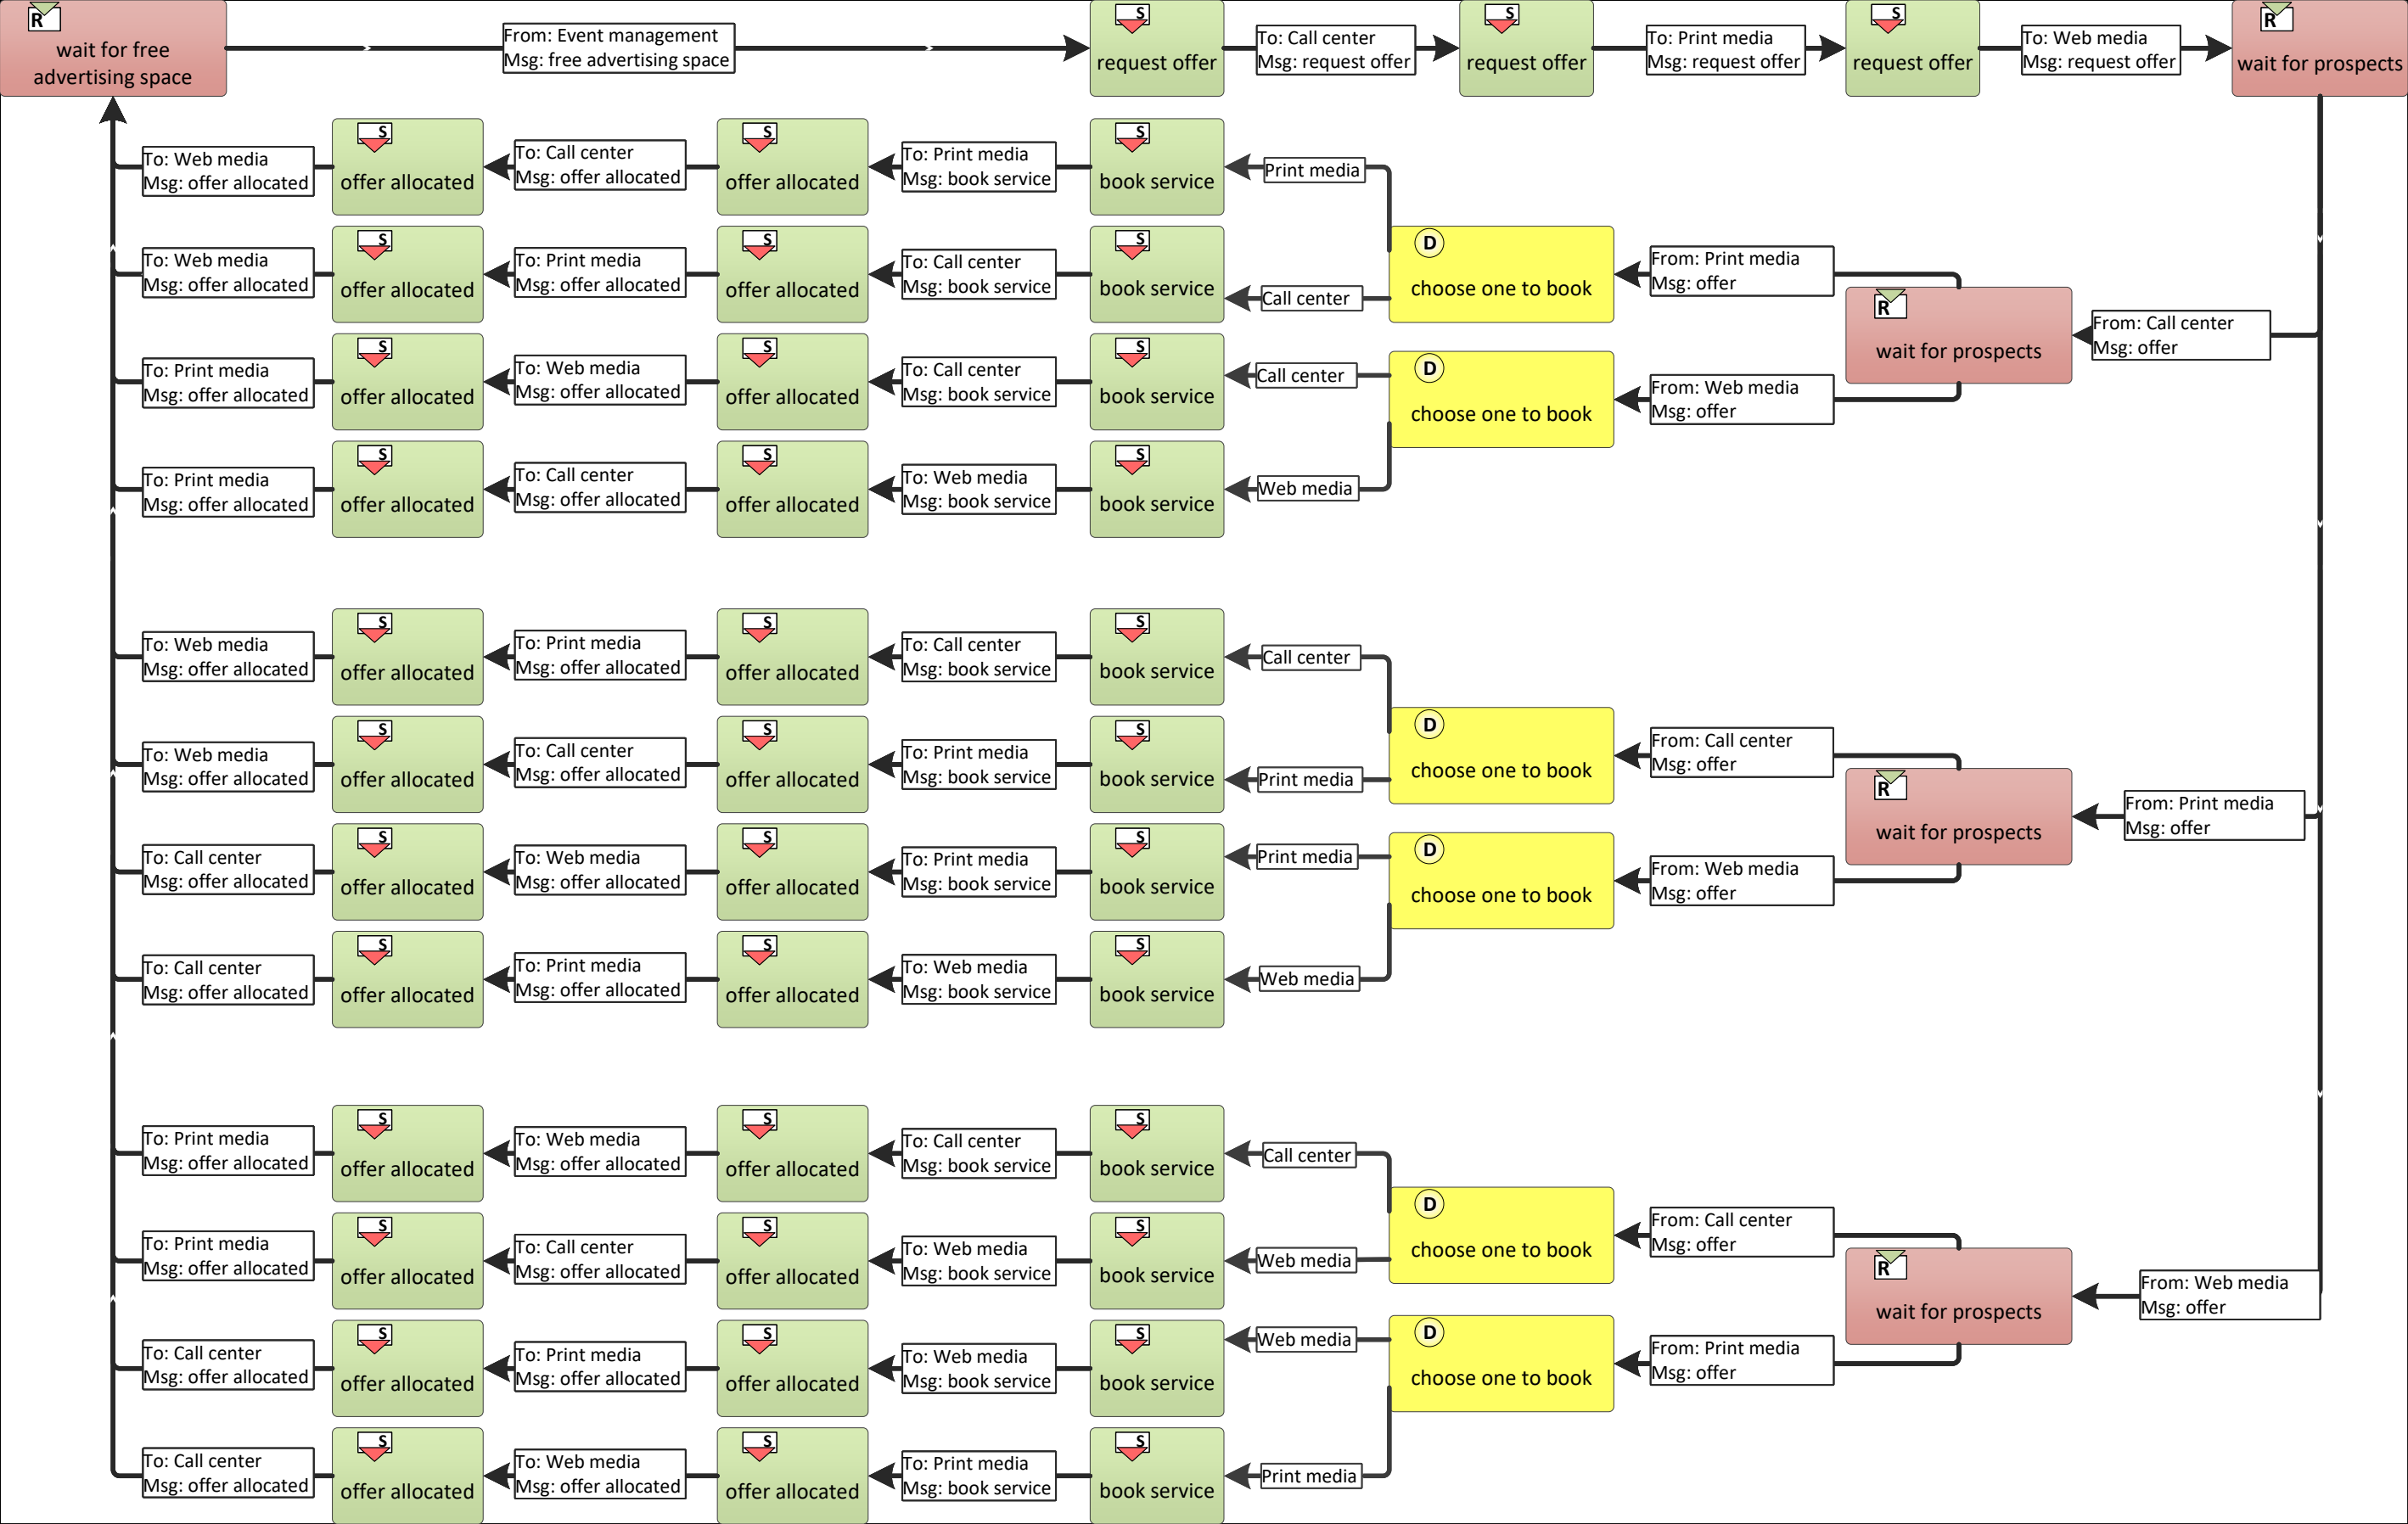 R
wait for free
advertising space
From: Event management
Msg: free advertising space
S
request offer
To: Call center
Msg: request offer
S
request offer
To: Print media
Msg: request offer
S
request offer
To: Web media
Msg: request offer
R
wait for prospects
To: Web media
Msg: offer allocated
S
offer allocated
To: Call center
Msg: offer allocated
S
offer allocated
To: Print media
Msg: book service
S
book service
Print media
To: Web media
Msg: offer allocated
S
offer allocated
To: Print media
Msg: offer allocated
S
offer allocated
To: Call center
Msg: book service
S
book service
Call center
D
choose one to book
From: Print media
Msg: offer
R
wait for prospects
From: Call center
Msg: offer
To: Print media
Msg: offer allocated
S
offer allocated
To: Web media
Msg: offer allocated
S
offer allocated
To: Call center
Msg: book service
S
book service
Call center
D
choose one to book
From: Web media
Msg: offer
To: Print media
Msg: offer allocated
S
offer allocated
To: Call center
Msg: offer allocated
S
offer allocated
To: Web media
Msg: book service
S
book service
Web media
To: Web media
Msg: offer allocated
S
offer allocated
To: Print media
Msg: offer allocated
S
offer allocated
To: Call center
Msg: book service
S
book service
Call center
To: Web media
Msg: offer allocated
S
offer allocated
To: Call center
Msg: offer allocated
S
offer allocated
To: Print media
Msg: book service
S
book service
Print media
D
choose one to book
From: Call center
Msg: offer
R
wait for prospects
From: Print media
Msg: offer
To: Call center
Msg: offer allocated
S
offer allocated
To: Web media
Msg: offer allocated
S
offer allocated
To: Print media
Msg: book service
S
book service
Print media
D
choose one to book
From: Web media
Msg: offer
To: Call center
Msg: offer allocated
S
offer allocated
To: Print media
Msg: offer allocated
S
offer allocated
To: Web media
Msg: book service
S
book service
Web media
To: Print media
Msg: offer allocated
S
offer allocated
To: Web media
Msg: offer allocated
S
offer allocated
To: Call center
Msg: book service
S
book service
Call center
To: Print media
Msg: offer allocated
S
offer allocated
To: Call center
Msg: offer allocated
S
offer allocated
To: Web media
Msg: book service
S
book service
Web media
D
choose one to book
From: Call center
Msg: offer
R
wait for prospects
From: Web media
Msg: offer
To: Call center
Msg: offer allocated
S
offer allocated
To: Print media
Msg: offer allocated
S
offer allocated
To: Web media
Msg: book service
S
book service
Web media
D
choose one to book
From: Print media
Msg: offer
To: Call center
Msg: offer allocated
S
offer allocated
To: Web media
Msg: offer allocated
S
offer allocated
To: Print media
Msg: book service
S
book service
Print media